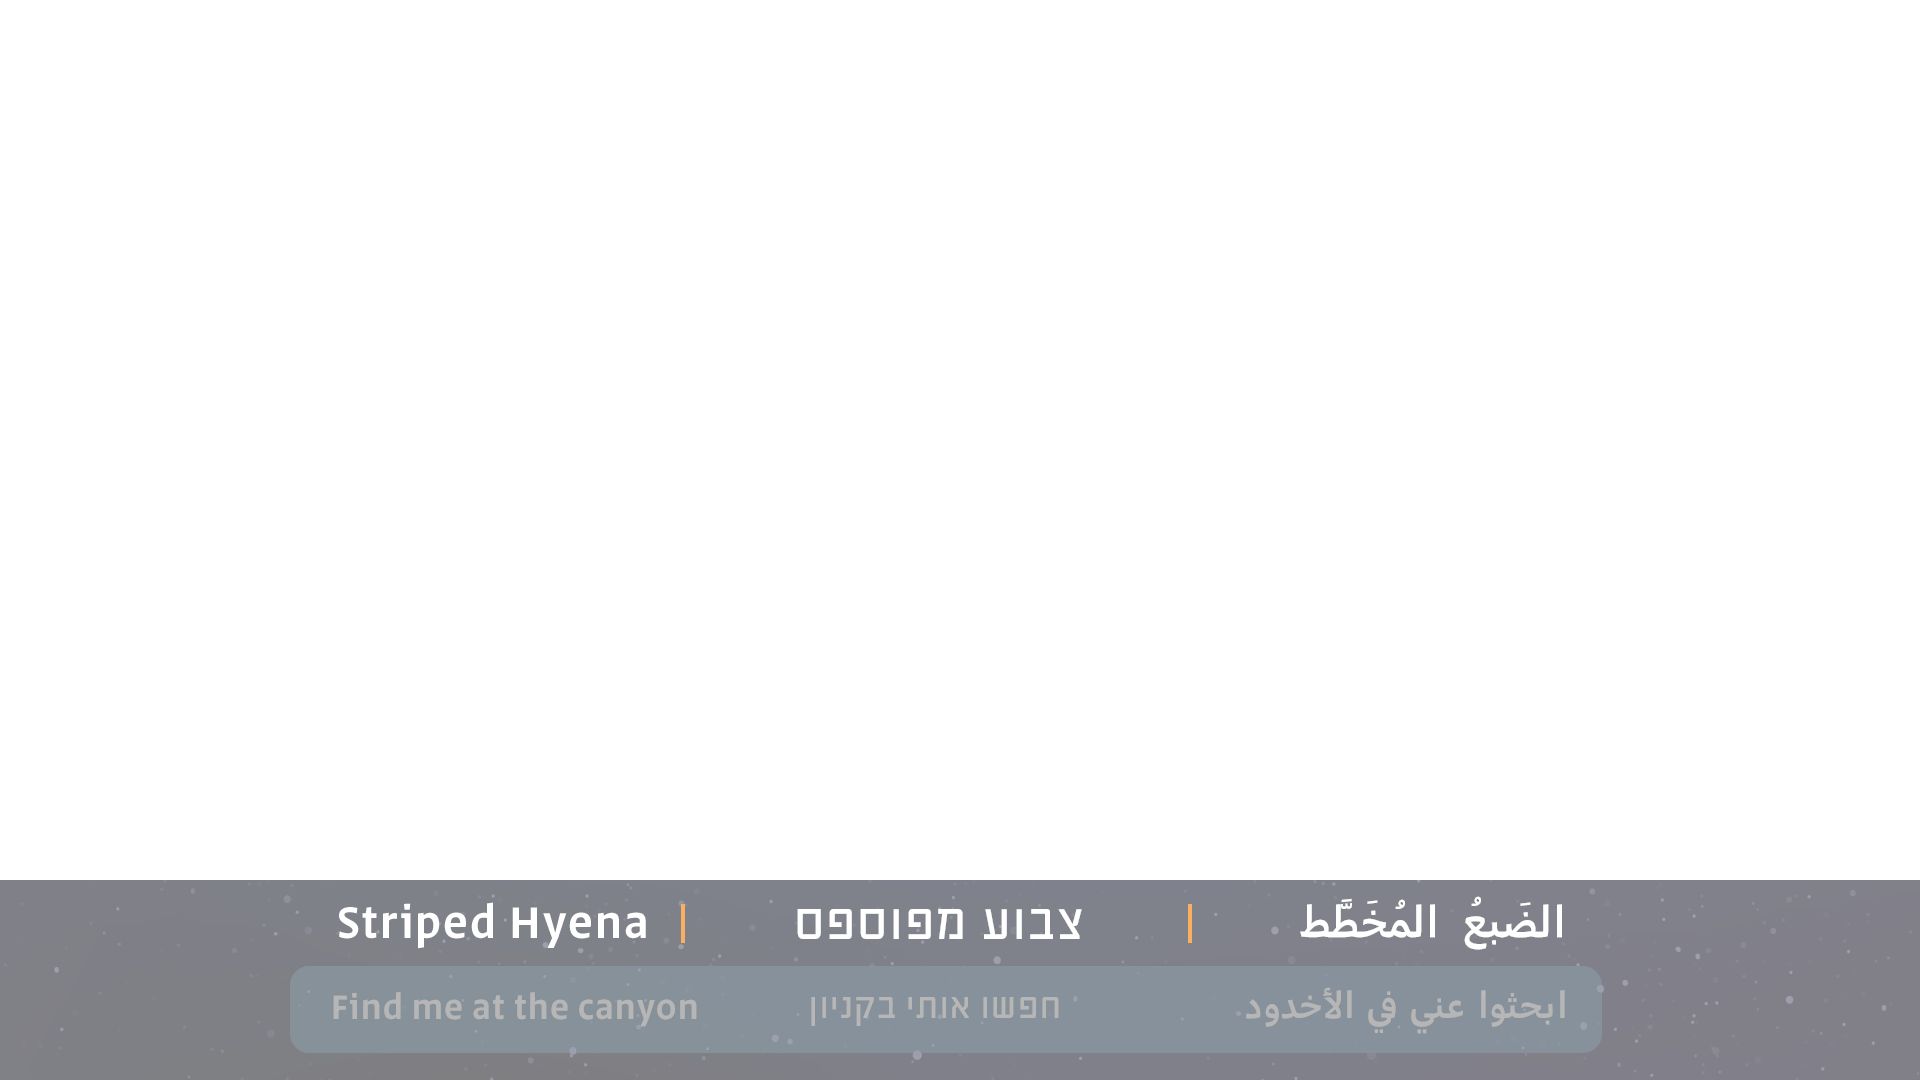 Striped Hyena | צבוע מפוספס | الضَبعُ المُخَطَّط
Find me at the canyon חפשו אותי בקניון ابحثوا عني في الأخدود